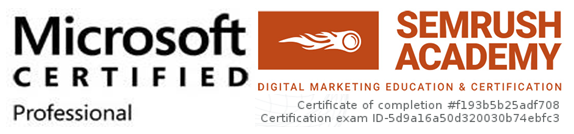 Microsoft
CERTIFIED
Professional
SEMRUSH
ACADEMY
DIGITAL MARKETING EDUCATION & CERTIFICATION
Certificate of completion #f193b5b25adf708
Certification exam ID-5d9a16a50d320030b74ebfc3